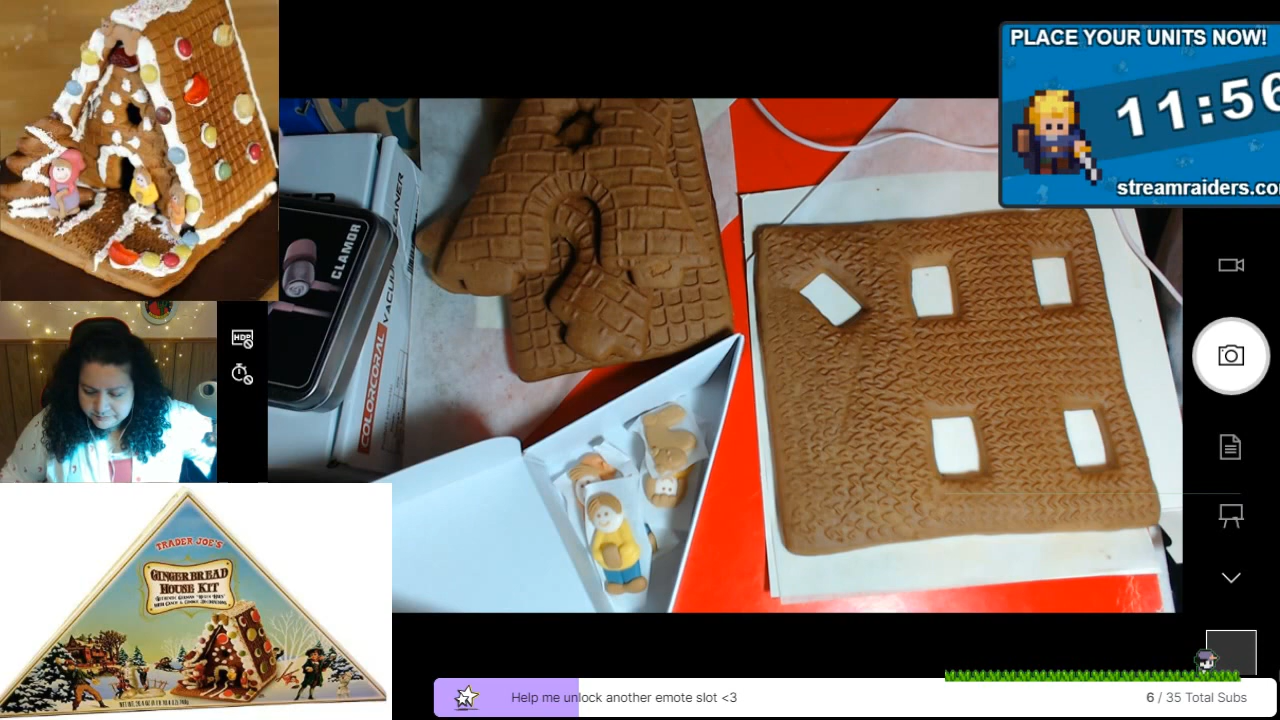 PLACE YOUR UNITS NOW!
11:56
streamraiders.co
HDR
CLAMOR
COLORCORAL VACUUM CLEANER
TRADER JOE'S
GINGERBREAD
HOUSE KIT
Help me unlock another emote slot <3
6 / 35 Total Subs